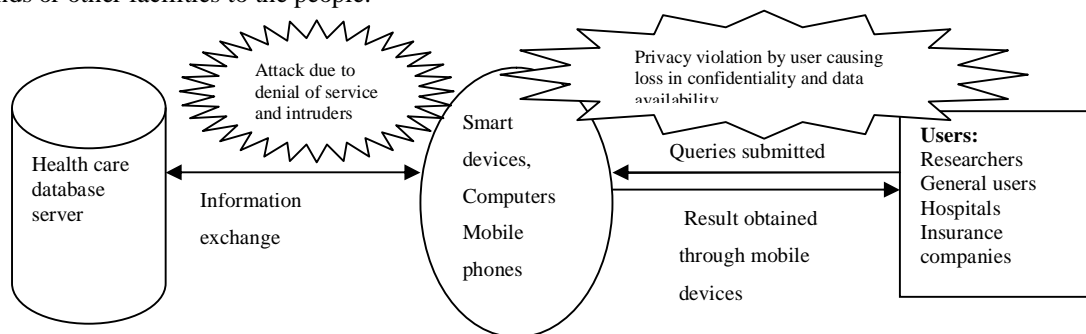 or other facilities to the people.
Attack due to
denial of service
and intruders
Privacy violation by user causing
loss in confidentiality and data
availability
Health care
database
server
Information
exchange
Smart
devices,
Computers
Mobile
phones
Queries submitted
Result obtained
through mobile
devices
Users:
Researchers
General users
Hospitals
Insurance
companies